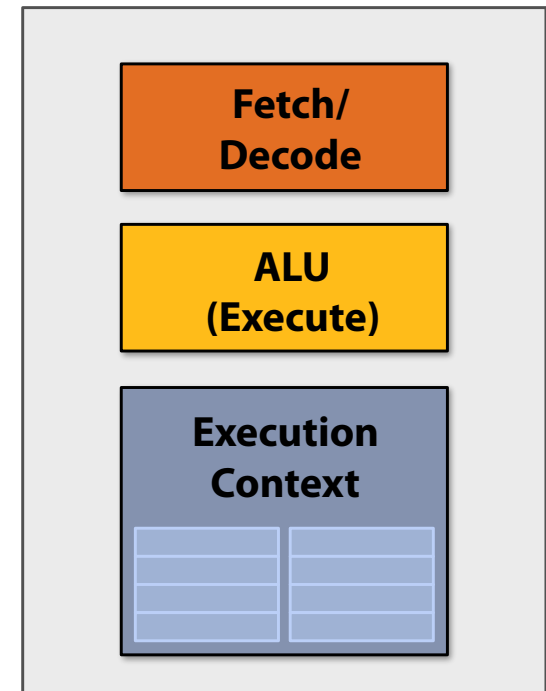 Fetch/
Decode
ALU
(Execute)
Execution
Context